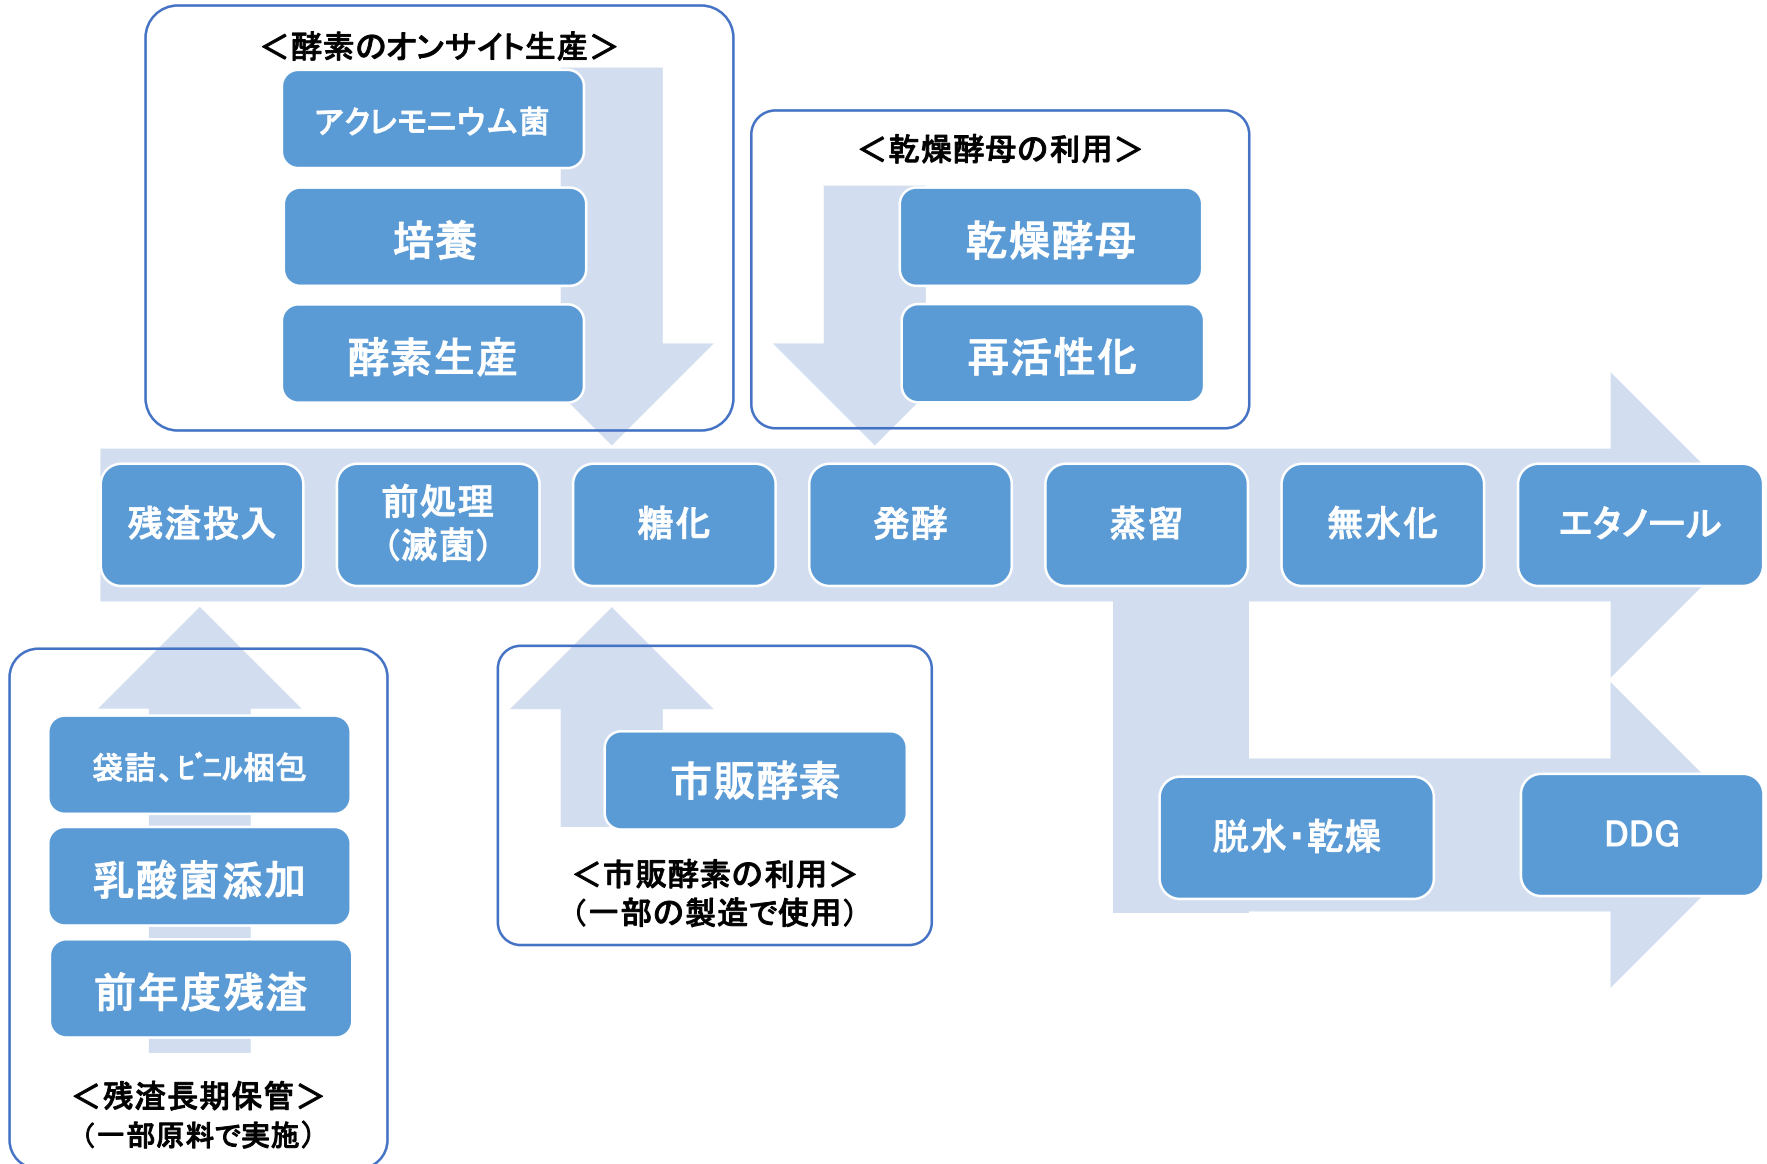 ＜酵素のオンサイト生産＞
アクレモニウム菌
培養
酵素生産
＜乾燥酵母の利用＞
乾燥酵母
再活性化
残渣投入
前処理
（滅菌）
糖化
発酵
蒸留
無水化
エタノール
袋詰、ﾋﾞﾆﾙ梱包
乳酸菌添加
前年度残渣
＜残渣長期保管＞
（一部原料で実施）
市販酵素
＜市販酵素の利用＞
（一部の製造で使用）
脱水・乾燥
DDG